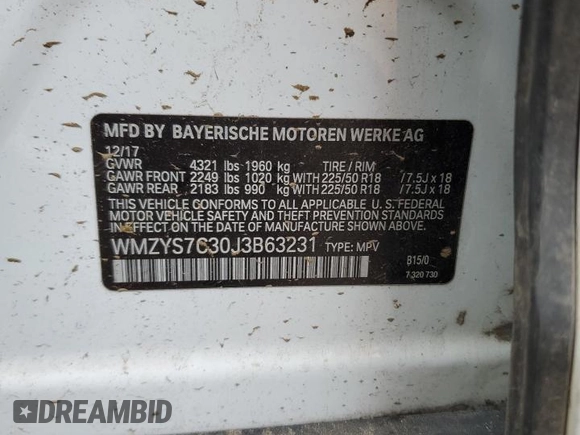 MFD BY BAYERISCHE MOTOREN WERKE AG
12/17
GVWR 4321 lbs 1960 kg TIRE / RIM
GAWR FRONT 2249 lbs 1020 kg WITH 225/50 R18 / 7.5J x 18
GAWR REAR 2183 lbs 990 kg WITH 225/50 R18 / 7.5J x 18
THIS VEHICLE CONFORMS TO ALL APPLICABLE U. S. FEDERAL
MOTOR VEHICLE SAFETY STANDARDS IN EFFECT
ON THE DATE OF MANUFACTURE SHOWN ABOVE.
WMZYS7C30J3B63231 TYPE: MPV
B15/0
7 320 730
DREAMBID